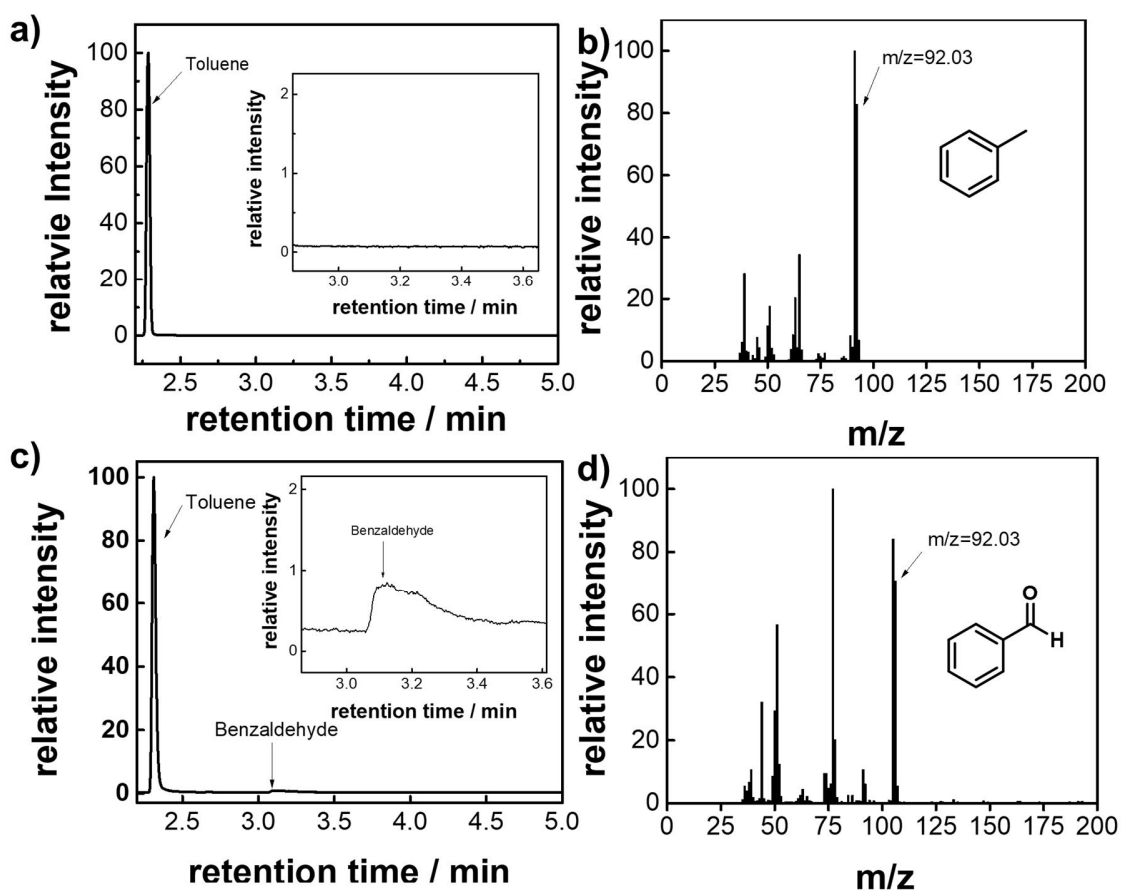 a)
relatvie Intensity
100
80
60
40
20
0
Toluene
relative intensity
2
1
0
3.0 3.2 3.4 3.6
retention time / min
2.5 3.0 3.5 4.0 4.5 5.0
retention time / min
b)
relative intensity
100
80
60
40
20
0
m/z=92.03
0 25 50 75 100 125 150 175 200
m/z
c)
relative intensity
100
80
60
40
20
0
Toluene
Benzaldehyde
relative intensity
2
1
0
Benzaldehyde
3.0 3.2 3.4 3.6
retention time / min
2.5 3.0 3.5 4.0 4.5 5.0
retention time / min
d)
relative intensity
100
80
60
40
20
0
m/z=92.03
O
H
0 25 50 75 100 125 150 175 200
m/z